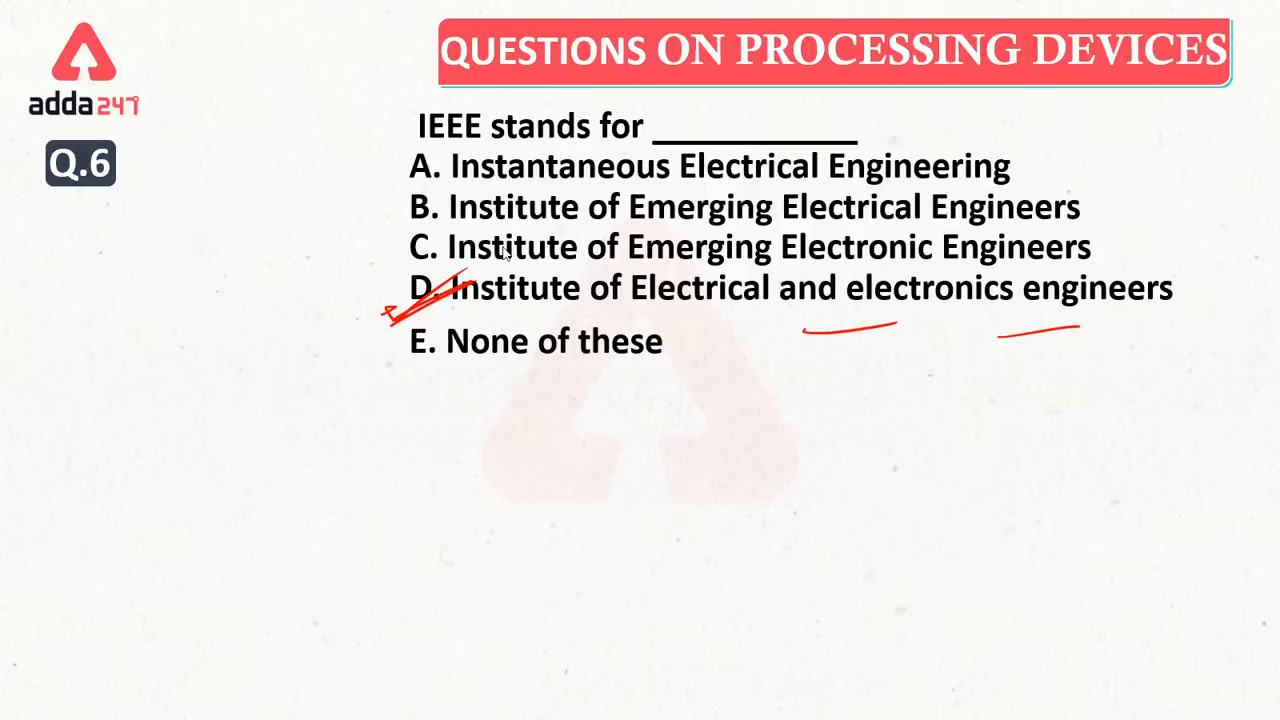 QUESTIONS ON PROCESSING DEVICES
adda247
Q.6
IEEE stands for ___________
A. Instantaneous Electrical Engineering
B. Institute of Emerging Electrical Engineers
C. Institute of Emerging Electronic Engineers
D. Institute of Electrical and electronics engineers
E. None of these